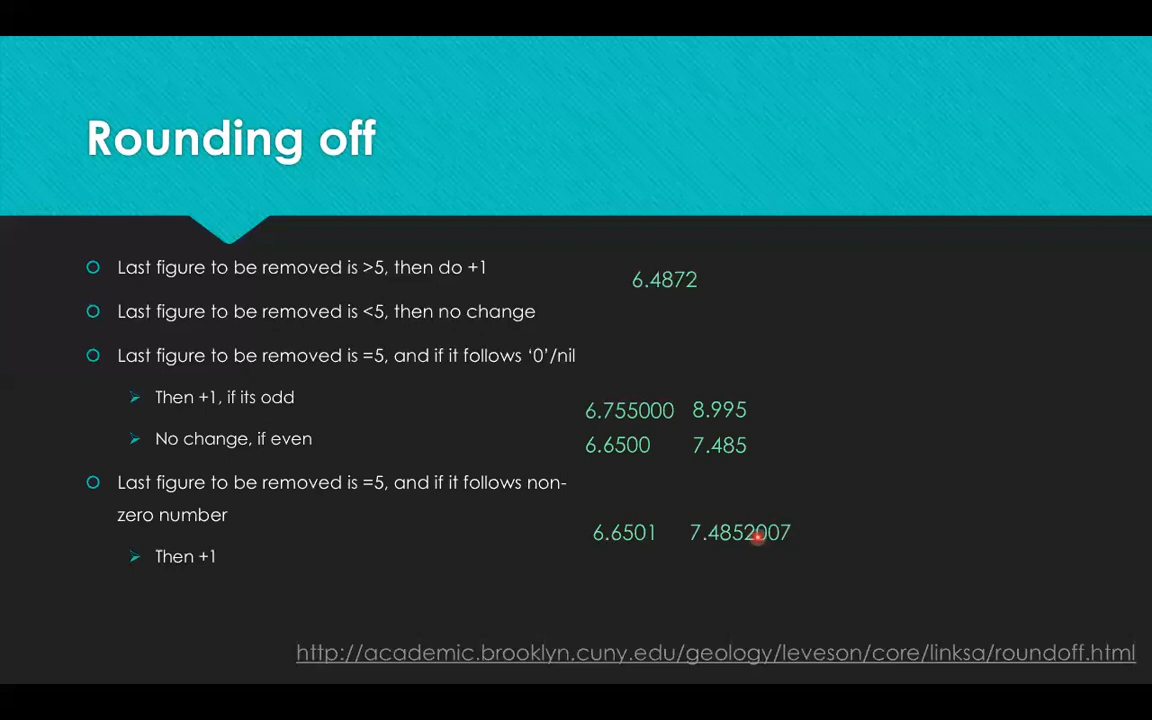 Rounding off
Last figure to be removed is >5, then do +1
6.4872
Last figure to be removed is <5, then no change
Last figure to be removed is =5, and if it follows ‘0’/nil
Then +1, if its odd
6.755000 8.995
No change, if even
6.6500 7.485
Last figure to be removed is =5, and if it follows non-
zero number
6.6501 7.4852007
Then +1
http://academic.brooklyn.cuny.edu/geology/leveson/core/linksa/roundoff.html